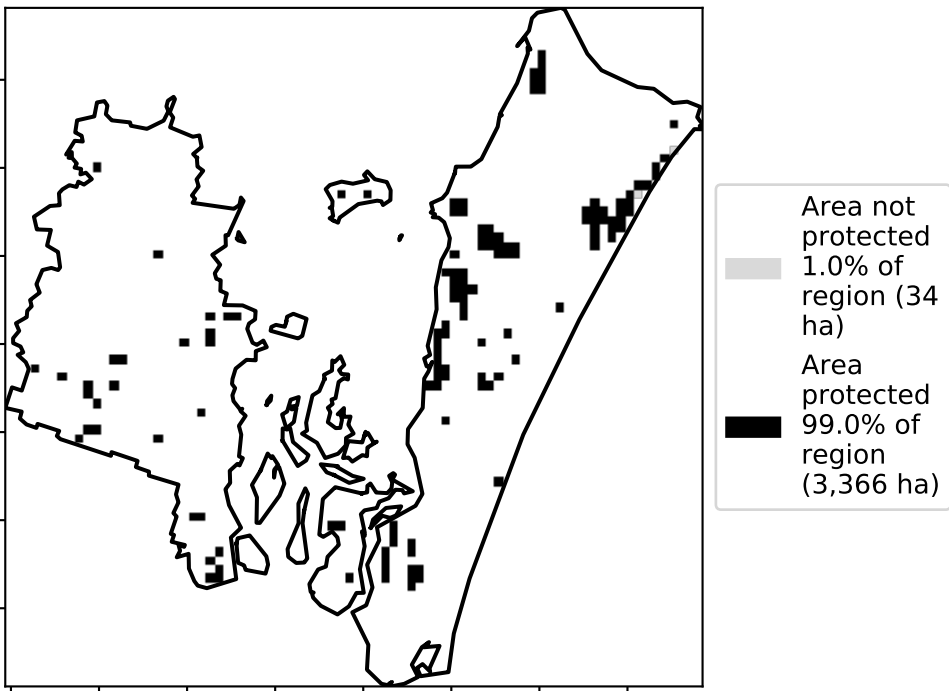 Area not
protected
1.0% of
region (34
ha)
Area
protected
99.0% of
region
(3,366 ha)